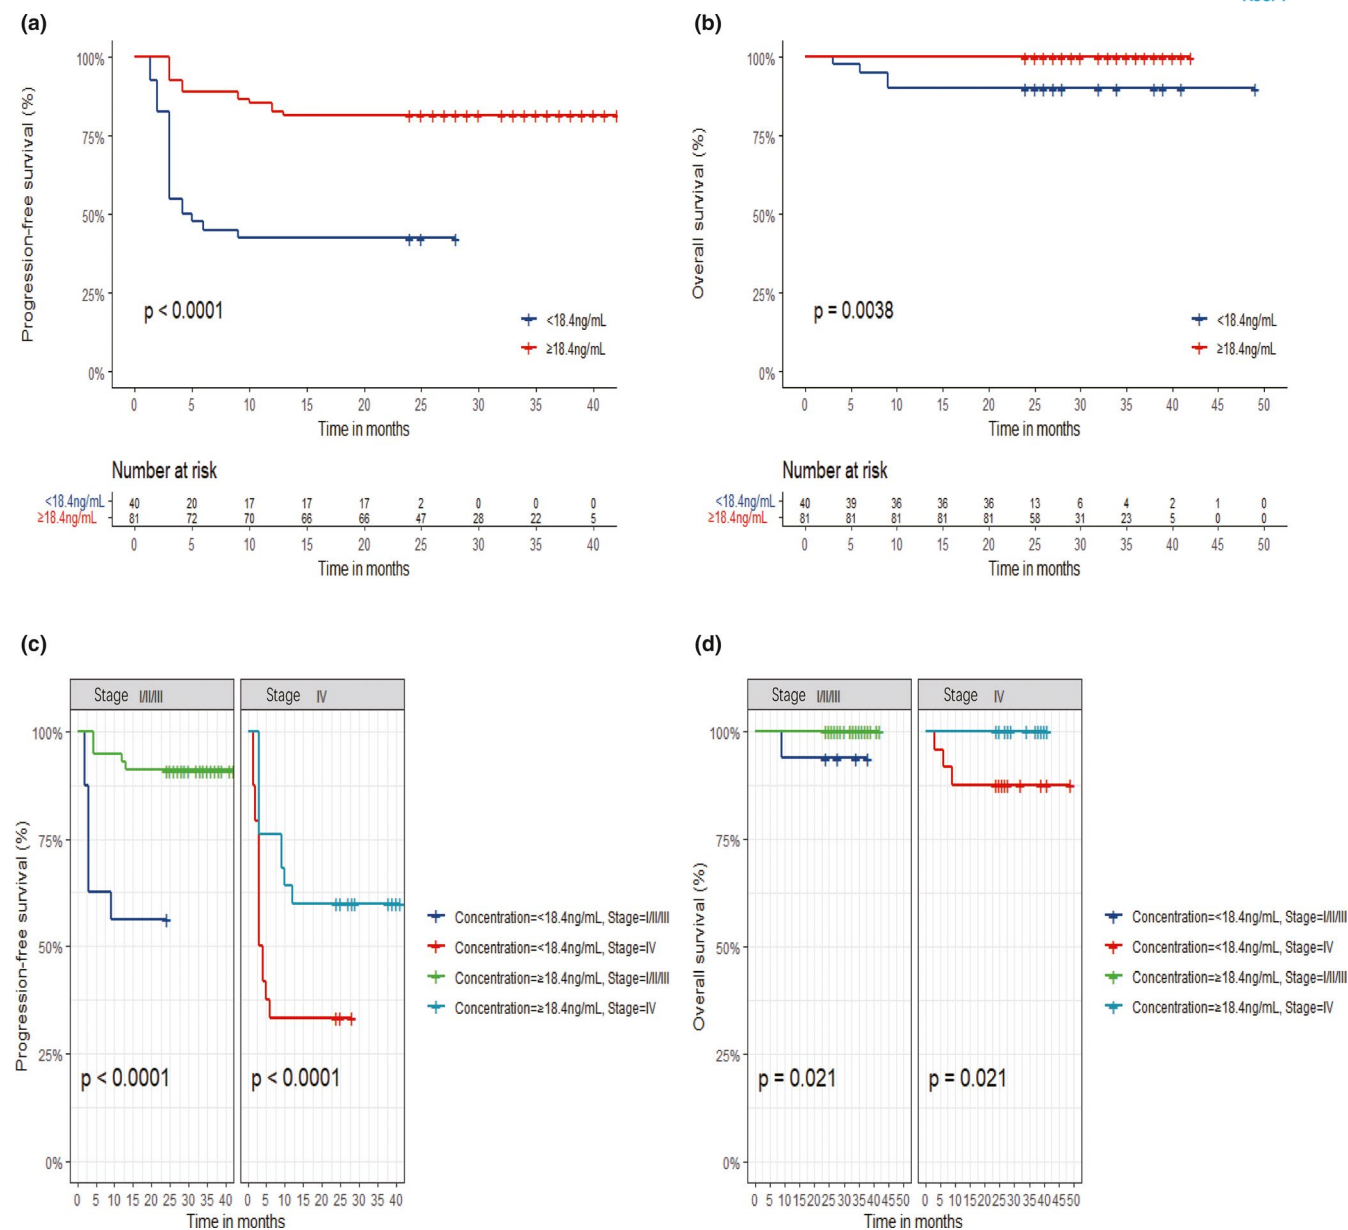 (a)
100%
75%
50%
25%
0%
Progression-free survival (%)
p < 0.0001
<18.4ng/mL
≥18.4ng/mL
0 5 10 15 20 25 30 35 40
Time in months
Number at risk
<18.4ng/mL 40 20 17 17 17 2 0 0 0
≥18.4ng/mL 81 72 70 66 66 47 28 22 5
0 5 10 15 20 25 30 35 40
Time in months
(b)
100%
75%
50%
25%
0%
Overall survival (%)
p = 0.0038
<18.4ng/mL
≥18.4ng/mL
0 5 10 15 20 25 30 35 40 45 50
Time in months
Number at risk
<18.4ng/mL 40 39 36 36 36 13 6 4 2 1 0
≥18.4ng/mL 81 81 81 81 81 58 31 23 5 0 0
0 5 10 15 20 25 30 35 40 45 50
Time in months
(c)
Stage I/II/III
Stage IV
100%
75%
50%
25%
0%
Progression-free survival (%)
p < 0.0001
p < 0.0001
0 5 10 15 20 25 30 35 40
0 5 10 15 20 25 30 35 40
Time in months
Concentration=<18.4ng/mL, Stage=I/II/III
Concentration=<18.4ng/mL, Stage=IV
Concentration=≥18.4ng/mL, Stage=I/II/III
Concentration=≥18.4ng/mL, Stage=IV
(d)
Stage I/II/III
Stage IV
100%
75%
50%
25%
0%
Overall survival (%)
p = 0.021
p = 0.021
0 5 10 15 20 25 30 35 40 45 50
0 5 10 15 20 25 30 35 40 45 50
Time in months
Concentration=<18.4ng/mL, Stage=I/II/III
Concentration=<18.4ng/mL, Stage=IV
Concentration=≥18.4ng/mL, Stage=I/II/III
Concentration=≥18.4ng/mL, Stage=IV